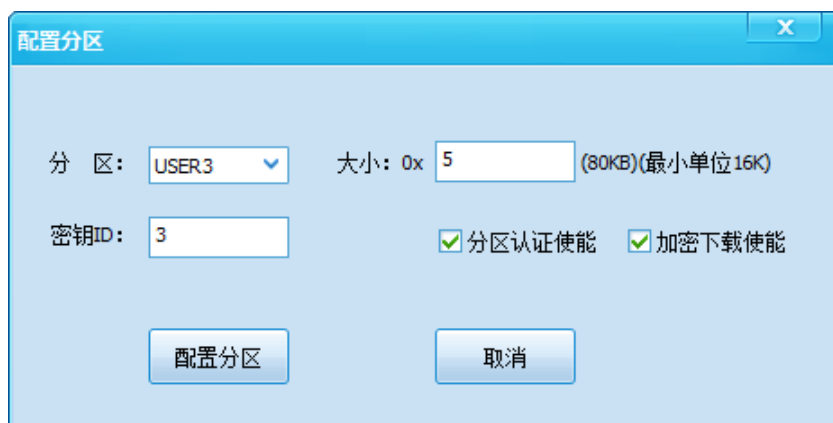 配置分区
X
分 区： USER3 大小：0x 5 (80KB)(最小单位16K)
密钥ID： 3 分区认证使能 加密下载使能
配置分区 取消